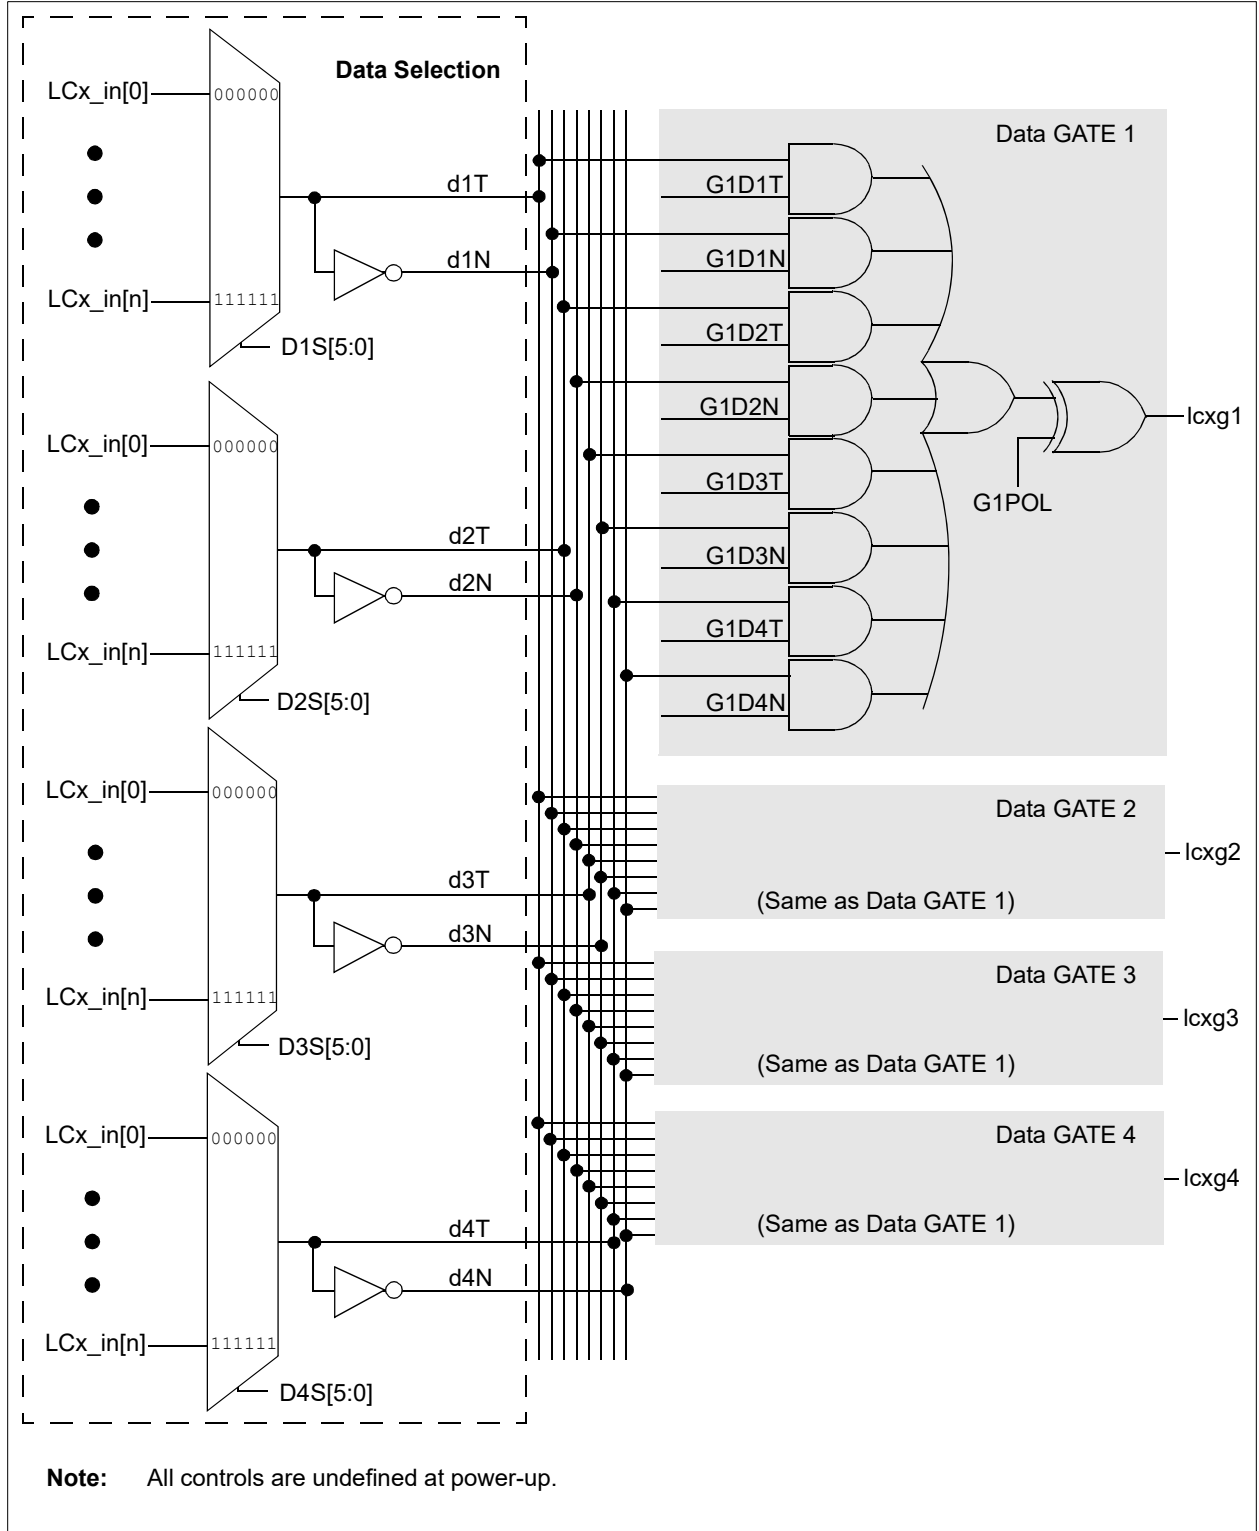 Data Selection
LCx_in[0]
000000
LCx_in[n]
111111
D1S[5:0]
d1T
d1N
LCx_in[0]
000000
LCx_in[n]
111111
D2S[5:0]
d2T
d2N
LCx_in[0]
000000
LCx_in[n]
111111
D3S[5:0]
d3T
d3N
LCx_in[0]
000000
LCx_in[n]
111111
D4S[5:0]
d4T
d4N
Data GATE 1
G1D1T
G1D1N
G1D2T
G1D2N
G1D3T
G1D3N
G1D4T
G1D4N
G1POL
lcxg1
Data GATE 2
(Same as Data GATE 1)
lcxg2
Data GATE 3
(Same as Data GATE 1)
lcxg3
Data GATE 4
(Same as Data GATE 1)
lcxg4
Note: All controls are undefined at power-up.